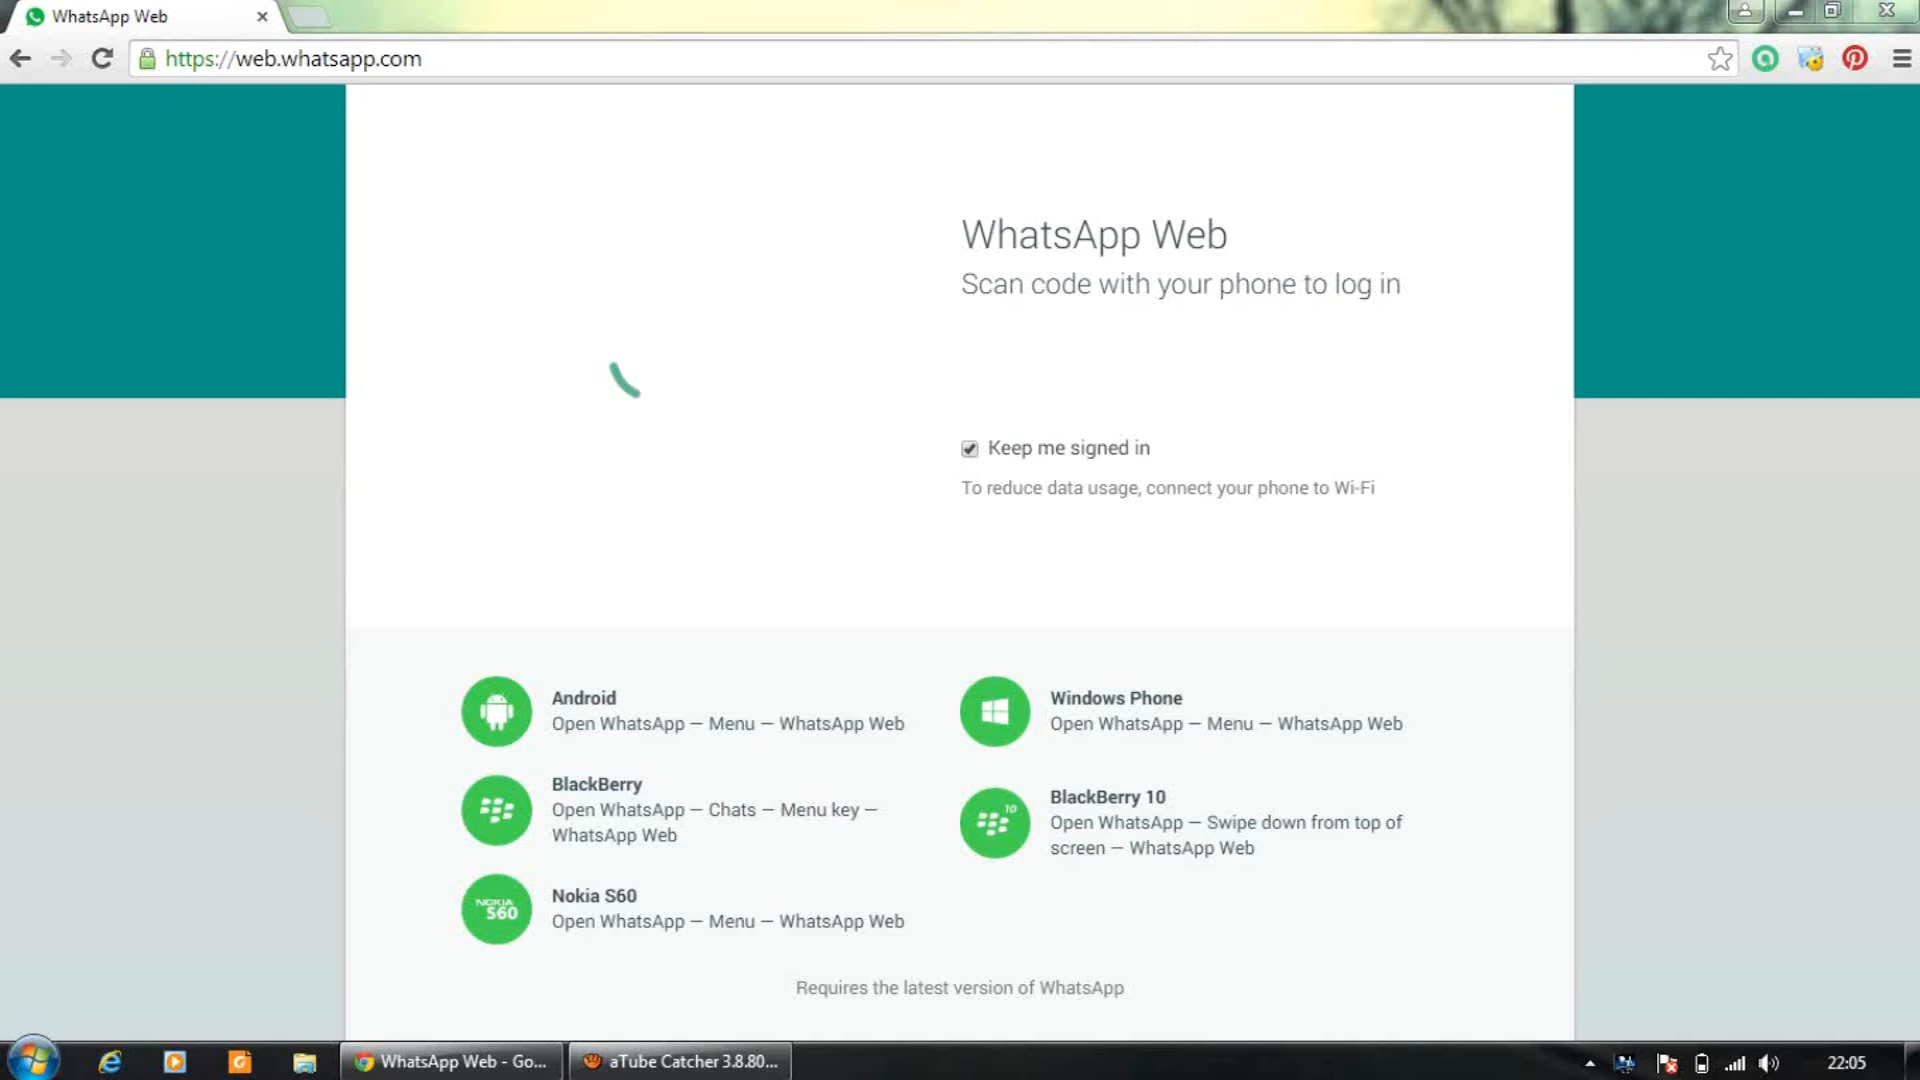 WhatsApp Web
https://web.whatsapp.com
WhatsApp Web
Scan code with your phone to log in
Keep me signed in
To reduce data usage, connect your phone to Wi-Fi
Android
Open WhatsApp — Menu — WhatsApp Web
Windows Phone
Open WhatsApp — Menu — WhatsApp Web
BlackBerry
Open WhatsApp — Chats — Menu key —
WhatsApp Web
10
BlackBerry 10
Open WhatsApp — Swipe down from top of
screen — WhatsApp Web
NOKIA
S60
Nokia S60
Open WhatsApp — Menu — WhatsApp Web
Requires the latest version of WhatsApp
WhatsApp Web - Go...
aTube Catcher 3.8.80...
22:05